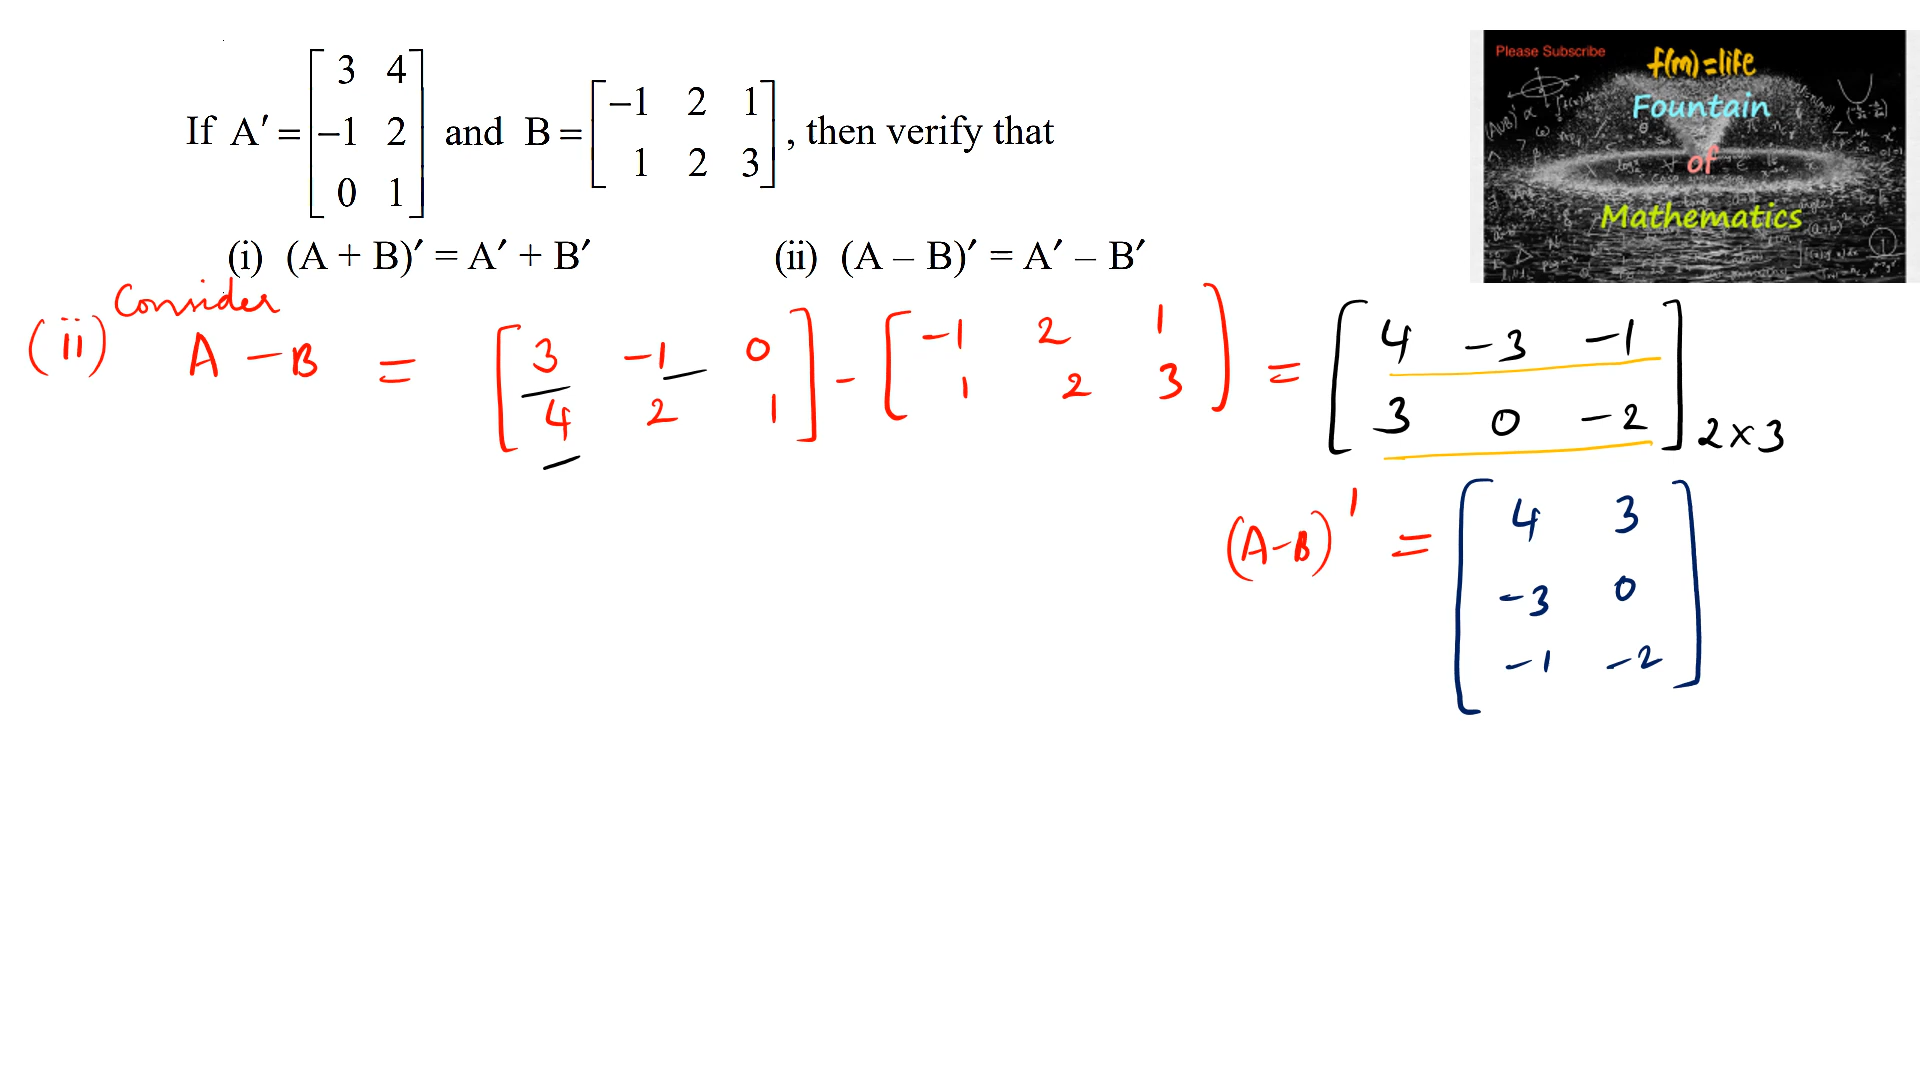 If A′ = [3 4; −1 2; 0 1] and B = [−1 2 1; 1 2 3], then verify that
(i) (A + B)′ = A′ + B′ (ii) (A – B)′ = A′ – B′
Please Subscribe
f(m)=life
Fountain
of
Mathematics
Consider
(ii) A − B = [3 −1 0; 4 2 1] − [−1 2 1; 1 2 3] = [4 −3 −1; 3 0 −2] 2×3
(A−B)′ = [4 3; −3 0; −1 −2]